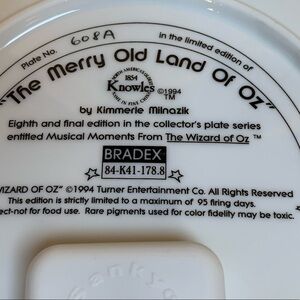 Plate No. 608A in the limited edition of
"The Merry Old Land Of Oz"
1854
Knowles ©1994
TM
by Kimmerle Milnazik
Eighth and final edition in the collector's plate series
entitled Musical Moments From The Wizard of Oz ™
BRADEX
84-K41-178.8
WIZARD OF OZ" ©1994 Turner Entertainment Co. All Rights Reserved
This edition is strictly limited to a maximum of 95 firing days.
ect-not for food use. Rare pigments used for color fidelity may be toxic.
Sankyo